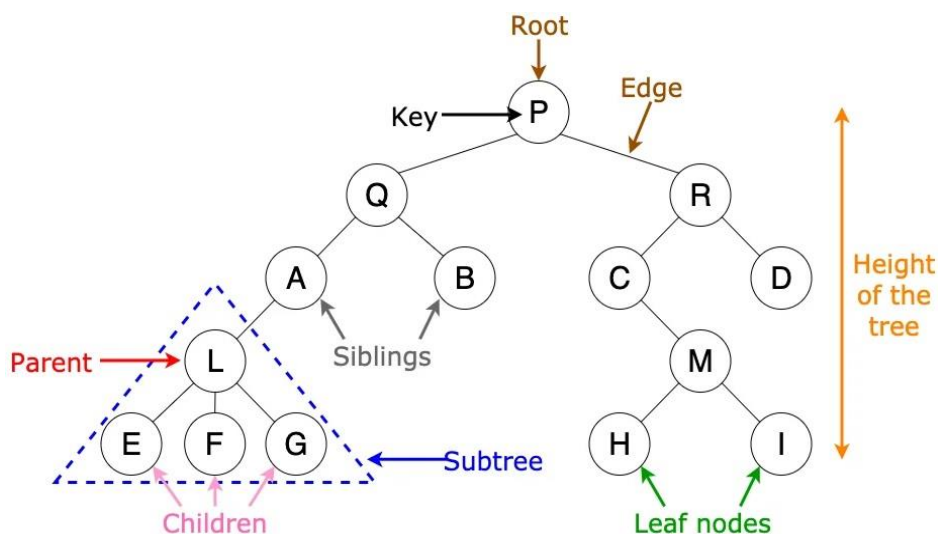 Root
Edge
Key
P
Q
R
A
B
C
D
Height
of the
tree
Siblings
Parent
L
M
E
F
G
H
I
Subtree
Children
Leaf nodes